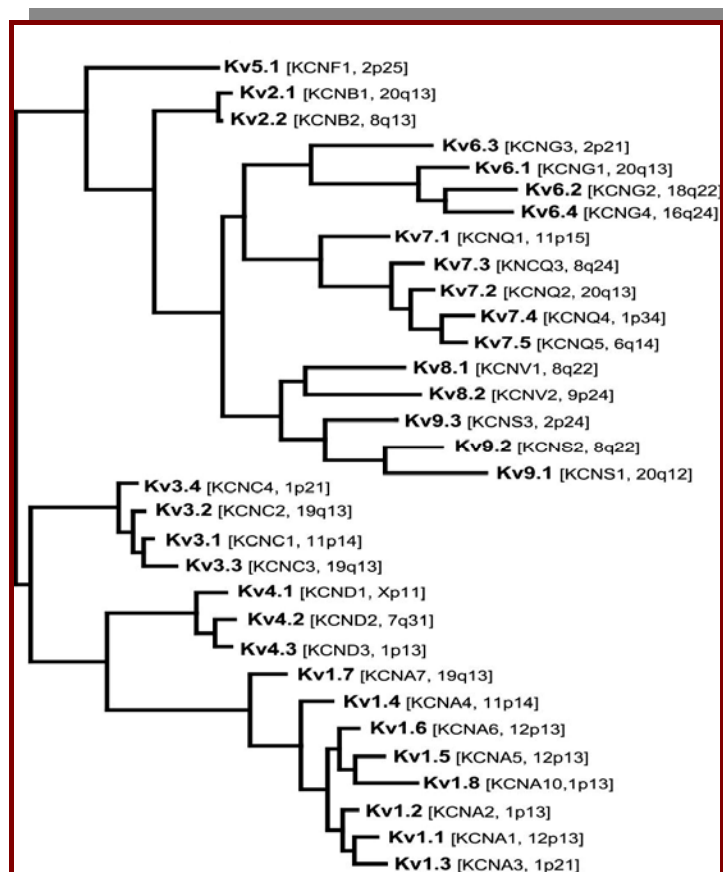 Kv5.1 [KCNF1, 2p25]
Kv2.1 [KCNB1, 20q13]
Kv2.2 [KCNB2, 8q13]
Kv6.3 [KCNG3, 2p21]
Kv6.1 [KCNG1, 20q13]
Kv6.2 [KCNG2, 18q22]
Kv6.4 [KCNG4, 16q24]
Kv7.1 [KCNQ1, 11p15]
Kv7.3 [KNCQ3, 8q24]
Kv7.2 [KCNQ2, 20q13]
Kv7.4 [KCNQ4, 1p34]
Kv7.5 [KCNQ5, 6q14]
Kv8.1 [KCNV1, 8q22]
Kv8.2 [KCNV2, 9p24]
Kv9.3 [KCNS3, 2p24]
Kv9.2 [KCNS2, 8q22]
Kv9.1 [KCNS1, 20q12]
Kv3.4 [KCNC4, 1p21]
Kv3.2 [KCNC2, 19q13]
Kv3.1 [KCNC1, 11p14]
Kv3.3 [KCNC3, 19q13]
Kv4.1 [KCND1, Xp11]
Kv4.2 [KCND2, 7q31]
Kv4.3 [KCND3, 1p13]
Kv1.7 [KCNA7, 19q13]
Kv1.4 [KCNA4, 11p14]
Kv1.6 [KCNA6, 12p13]
Kv1.5 [KCNA5, 12p13]
Kv1.8 [KCNA10,1p13]
Kv1.2 [KCNA2, 1p13]
Kv1.1 [KCNA1, 12p13]
Kv1.3 [KCNA3, 1p21]